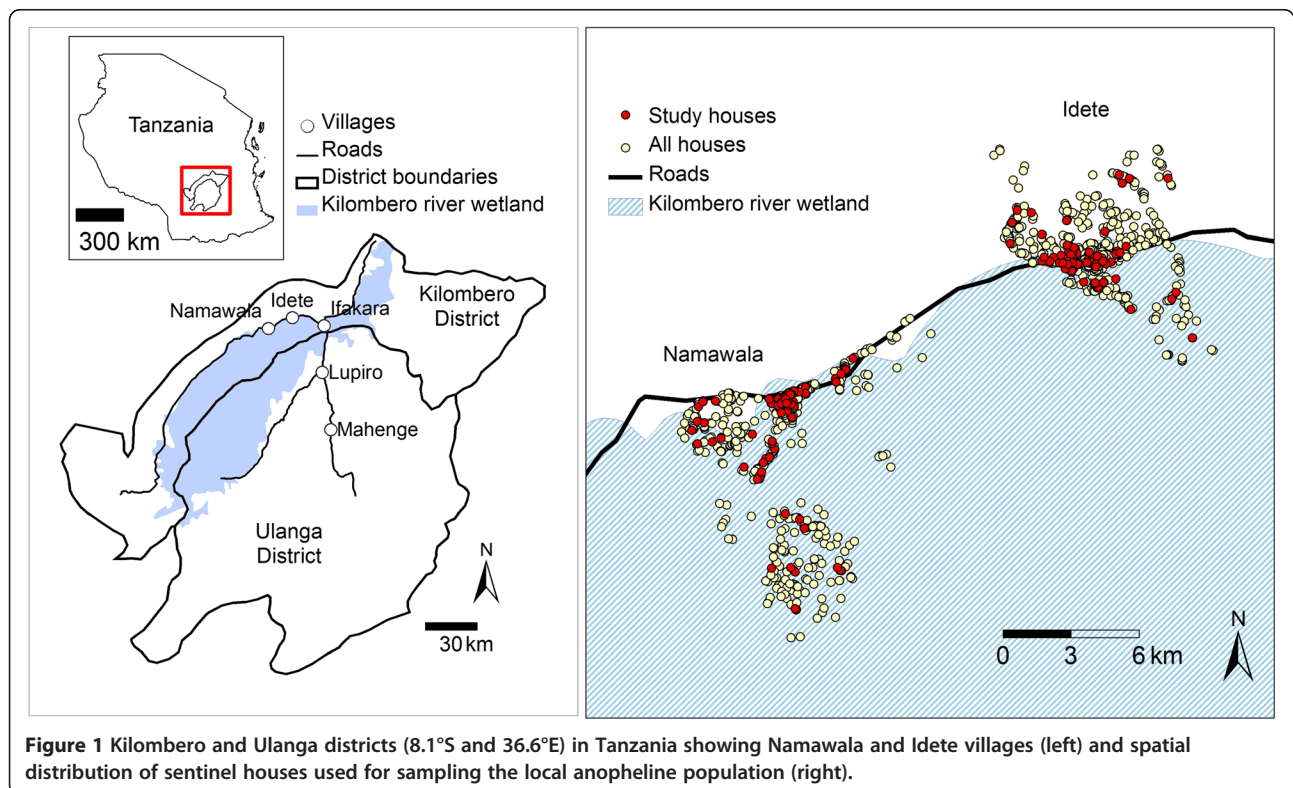 Tanzania
300 km
Villages
Roads
District boundaries
Kilombero river wetland
Namawala
Idete
Ifakara
Kilombero
District
Lupiro
Mahenge
Ulanga
District
N
30 km
Study houses
All houses
Roads
Kilombero river wetland
Idete
Namawala
N
0 3 6 km
Figure 1 Kilombero and Ulanga districts (8.1°S and 36.6°E) in Tanzania showing Namawala and Idete villages (left) and spatial
distribution of sentinel houses used for sampling the local anopheline population (right).